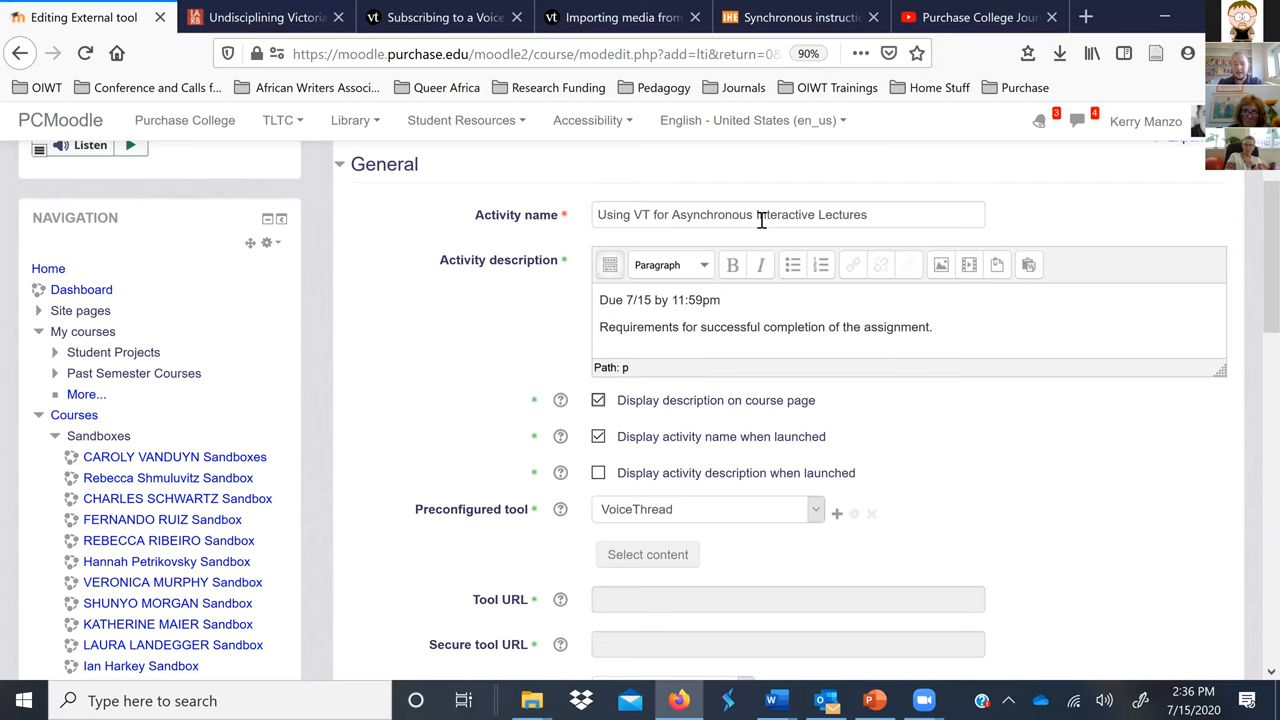 Editing External tool
Undisciplining Victoria
Subscribing to a Voice
Importing media from
Synchronous instructi
Purchase College Jour
https://moodle.purchase.edu/moodle2/course/modedit.php?add=lti&return=0&
90%
OIWT
Conference and Calls f...
African Writers Associ...
Queer Africa
Research Funding
Pedagogy
Journals
OIWT Trainings
Home Stuff
Purchase
PCMoodle
Purchase College
TLTC
Library
Student Resources
Accessibility
English - United States (en_us)
3
4
Kerry Manzo
Listen
General
NAVIGATION
Home
Dashboard
Site pages
My courses
Student Projects
Past Semester Courses
More...
Courses
Sandboxes
CAROLY VANDUYN Sandboxes
Rebecca Shmuluvitz Sandbox
CHARLES SCHWARTZ Sandbox
FERNANDO RUIZ Sandbox
REBECCA RIBEIRO Sandbox
Hannah Petrikovsky Sandbox
VERONICA MURPHY Sandbox
SHUNYO MORGAN Sandbox
KATHERINE MAIER Sandbox
LAURA LANDEGGER Sandbox
Ian Harkey Sandbox
Activity name *
Using VT for Asynchronous Interactive Lectures
Activity description *
Paragraph
B I
Due 7/15 by 11:59pm
Requirements for successful completion of the assignment.
Path: p
* Display description on course page
* Display activity name when launched
* Display activity description when launched
Preconfigured tool *
VoiceThread
Select content
Tool URL *
Secure tool URL *
Type here to search
2:36 PM
7/15/2020